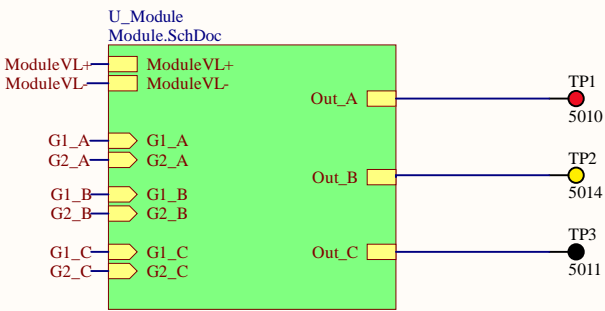 U_Module
Module.SchDoc
ModuleVL+ ModuleVL+
ModuleVL- ModuleVL-
Out_A
TP1
5010
G1_A G1_A
G2_A G2_A
Out_B
TP2
5014
G1_B G1_B
G2_B G2_B
Out_C
TP3
5011
G1_C G1_C
G2_C G2_C